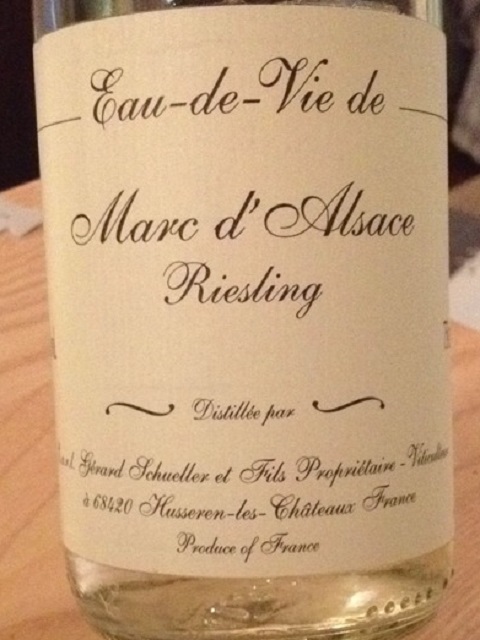 Eau-de-Vie de
Marc d'Alsace
Riesling
Distillée par
Gérard Schueller et Fils Propriétaire-Viticulteur
à 68420 Husseren-les-Châteaux France
Produce of France